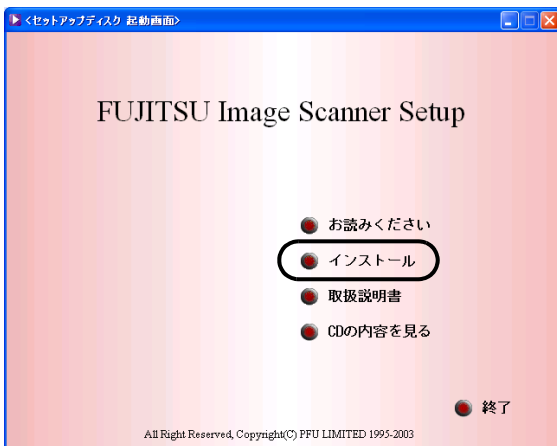 <セットアップディスク 起動画面>
FUJITSU Image Scanner Setup
お読みください
インストール
取扱説明書
CDの内容を見る
終了
All Right Reserved, Copyright(C) PFU LIMITED 1995-2003